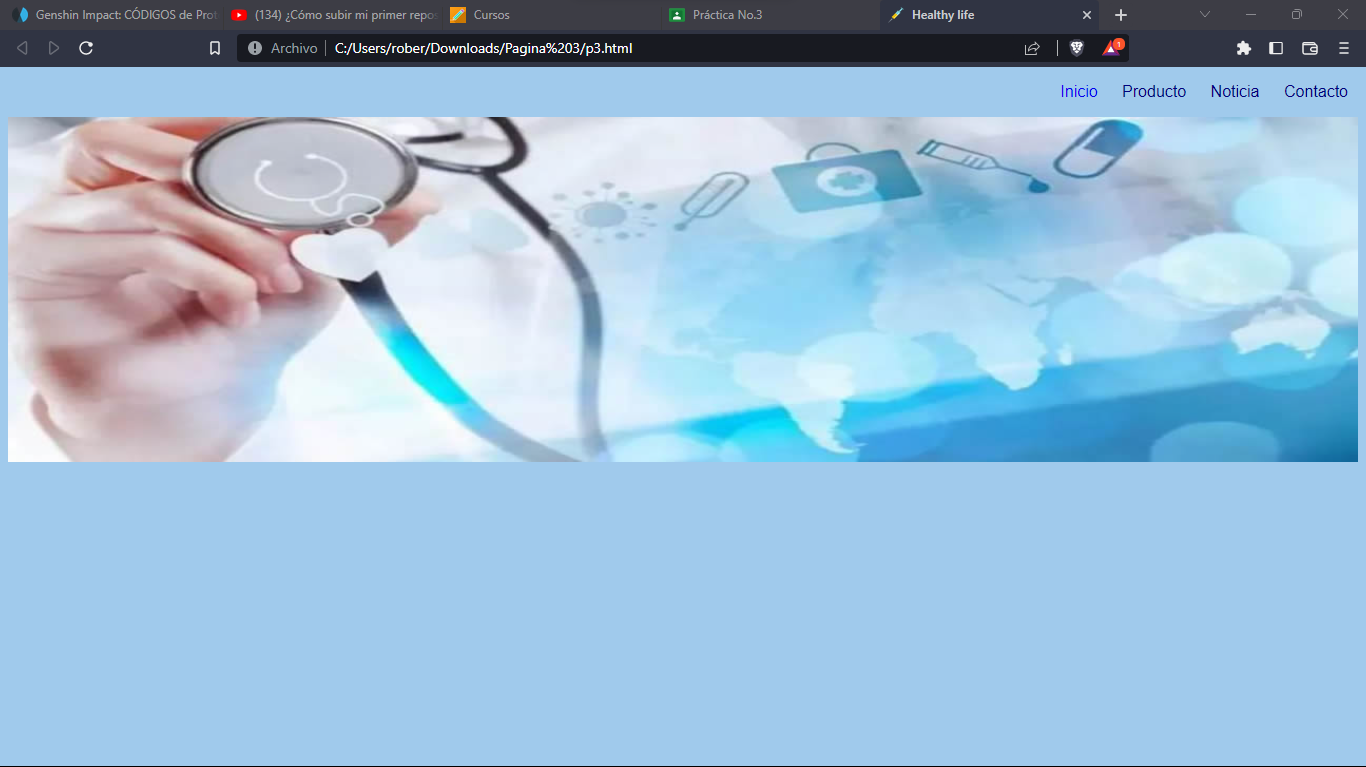 Genshin Impact: CÓDIGOS de Prot
(134) ¿Cómo subir mi primer repos
Cursos
Práctica No.3
Healthy life
Archivo
C:/Users/rober/Downloads/Pagina%203/p3.html
1
Inicio
Producto
Noticia
Contacto